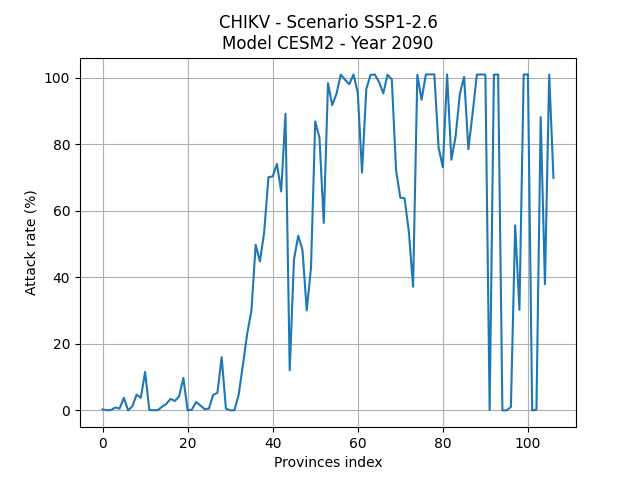 CHIKV - Scenario SSP1-2.6
Model CESM2 - Year 2090
Attack rate (%)
100
80
60
40
20
0
0 20 40 60 80 100
Provinces index